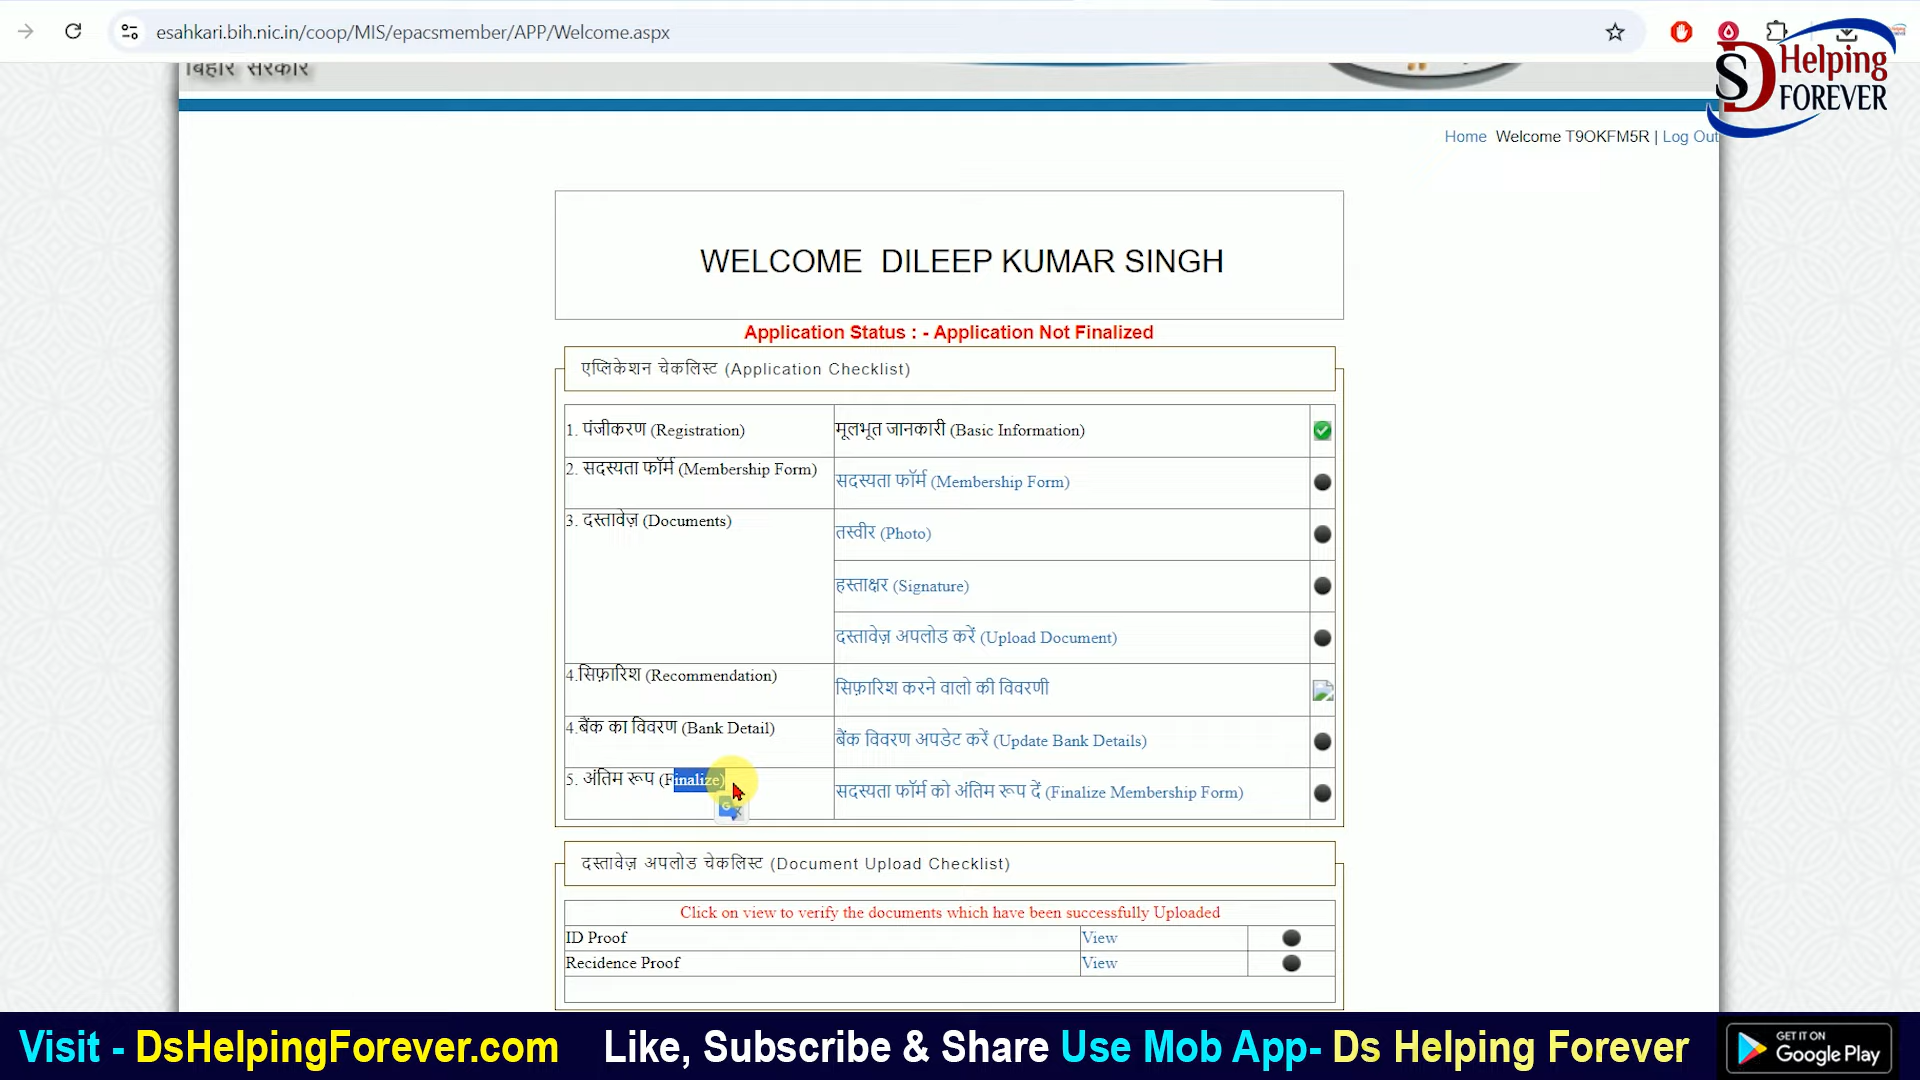 esahkari.bih.nic.in/coop/MIS/epacsmember/APP/Welcome.aspx
SD Helping
FOREVER
बिहार सरकार
Home Welcome T9OKFM5R | Log Out
WELCOME DILEEP KUMAR SINGH
Application Status : - Application Not Finalized
एप्लिकेशन चेकलिस्ट (Application Checklist)
1. पंजीकरण (Registration) मूलभूत जानकारी (Basic Information)
2. सदस्यता फॉर्म (Membership Form) सदस्यता फॉर्म (Membership Form)
3. दस्तावेज़ (Documents) तस्वीर (Photo)
हस्ताक्षर (Signature)
दस्तावेज़ अपलोड करें (Upload Document)
4.सिफ़ारिश (Recommendation) सिफ़ारिश करने वालो की विवरणी
4.बैंक का विवरण (Bank Detail) बैंक विवरण अपडेट करें (Update Bank Details)
5. अंतिम रूप (Finalize) सदस्यता फॉर्म को अंतिम रूप दें (Finalize Membership Form)
दस्तावेज़ अपलोड चेकलिस्ट (Document Upload Checklist)
Click on view to verify the documents which have been successfully Uploaded
ID Proof View
Recidence Proof View
Visit - DsHelpingForever.com Like, Subscribe & Share Use Mob App- Ds Helping Forever
GET IT ON
Google Play